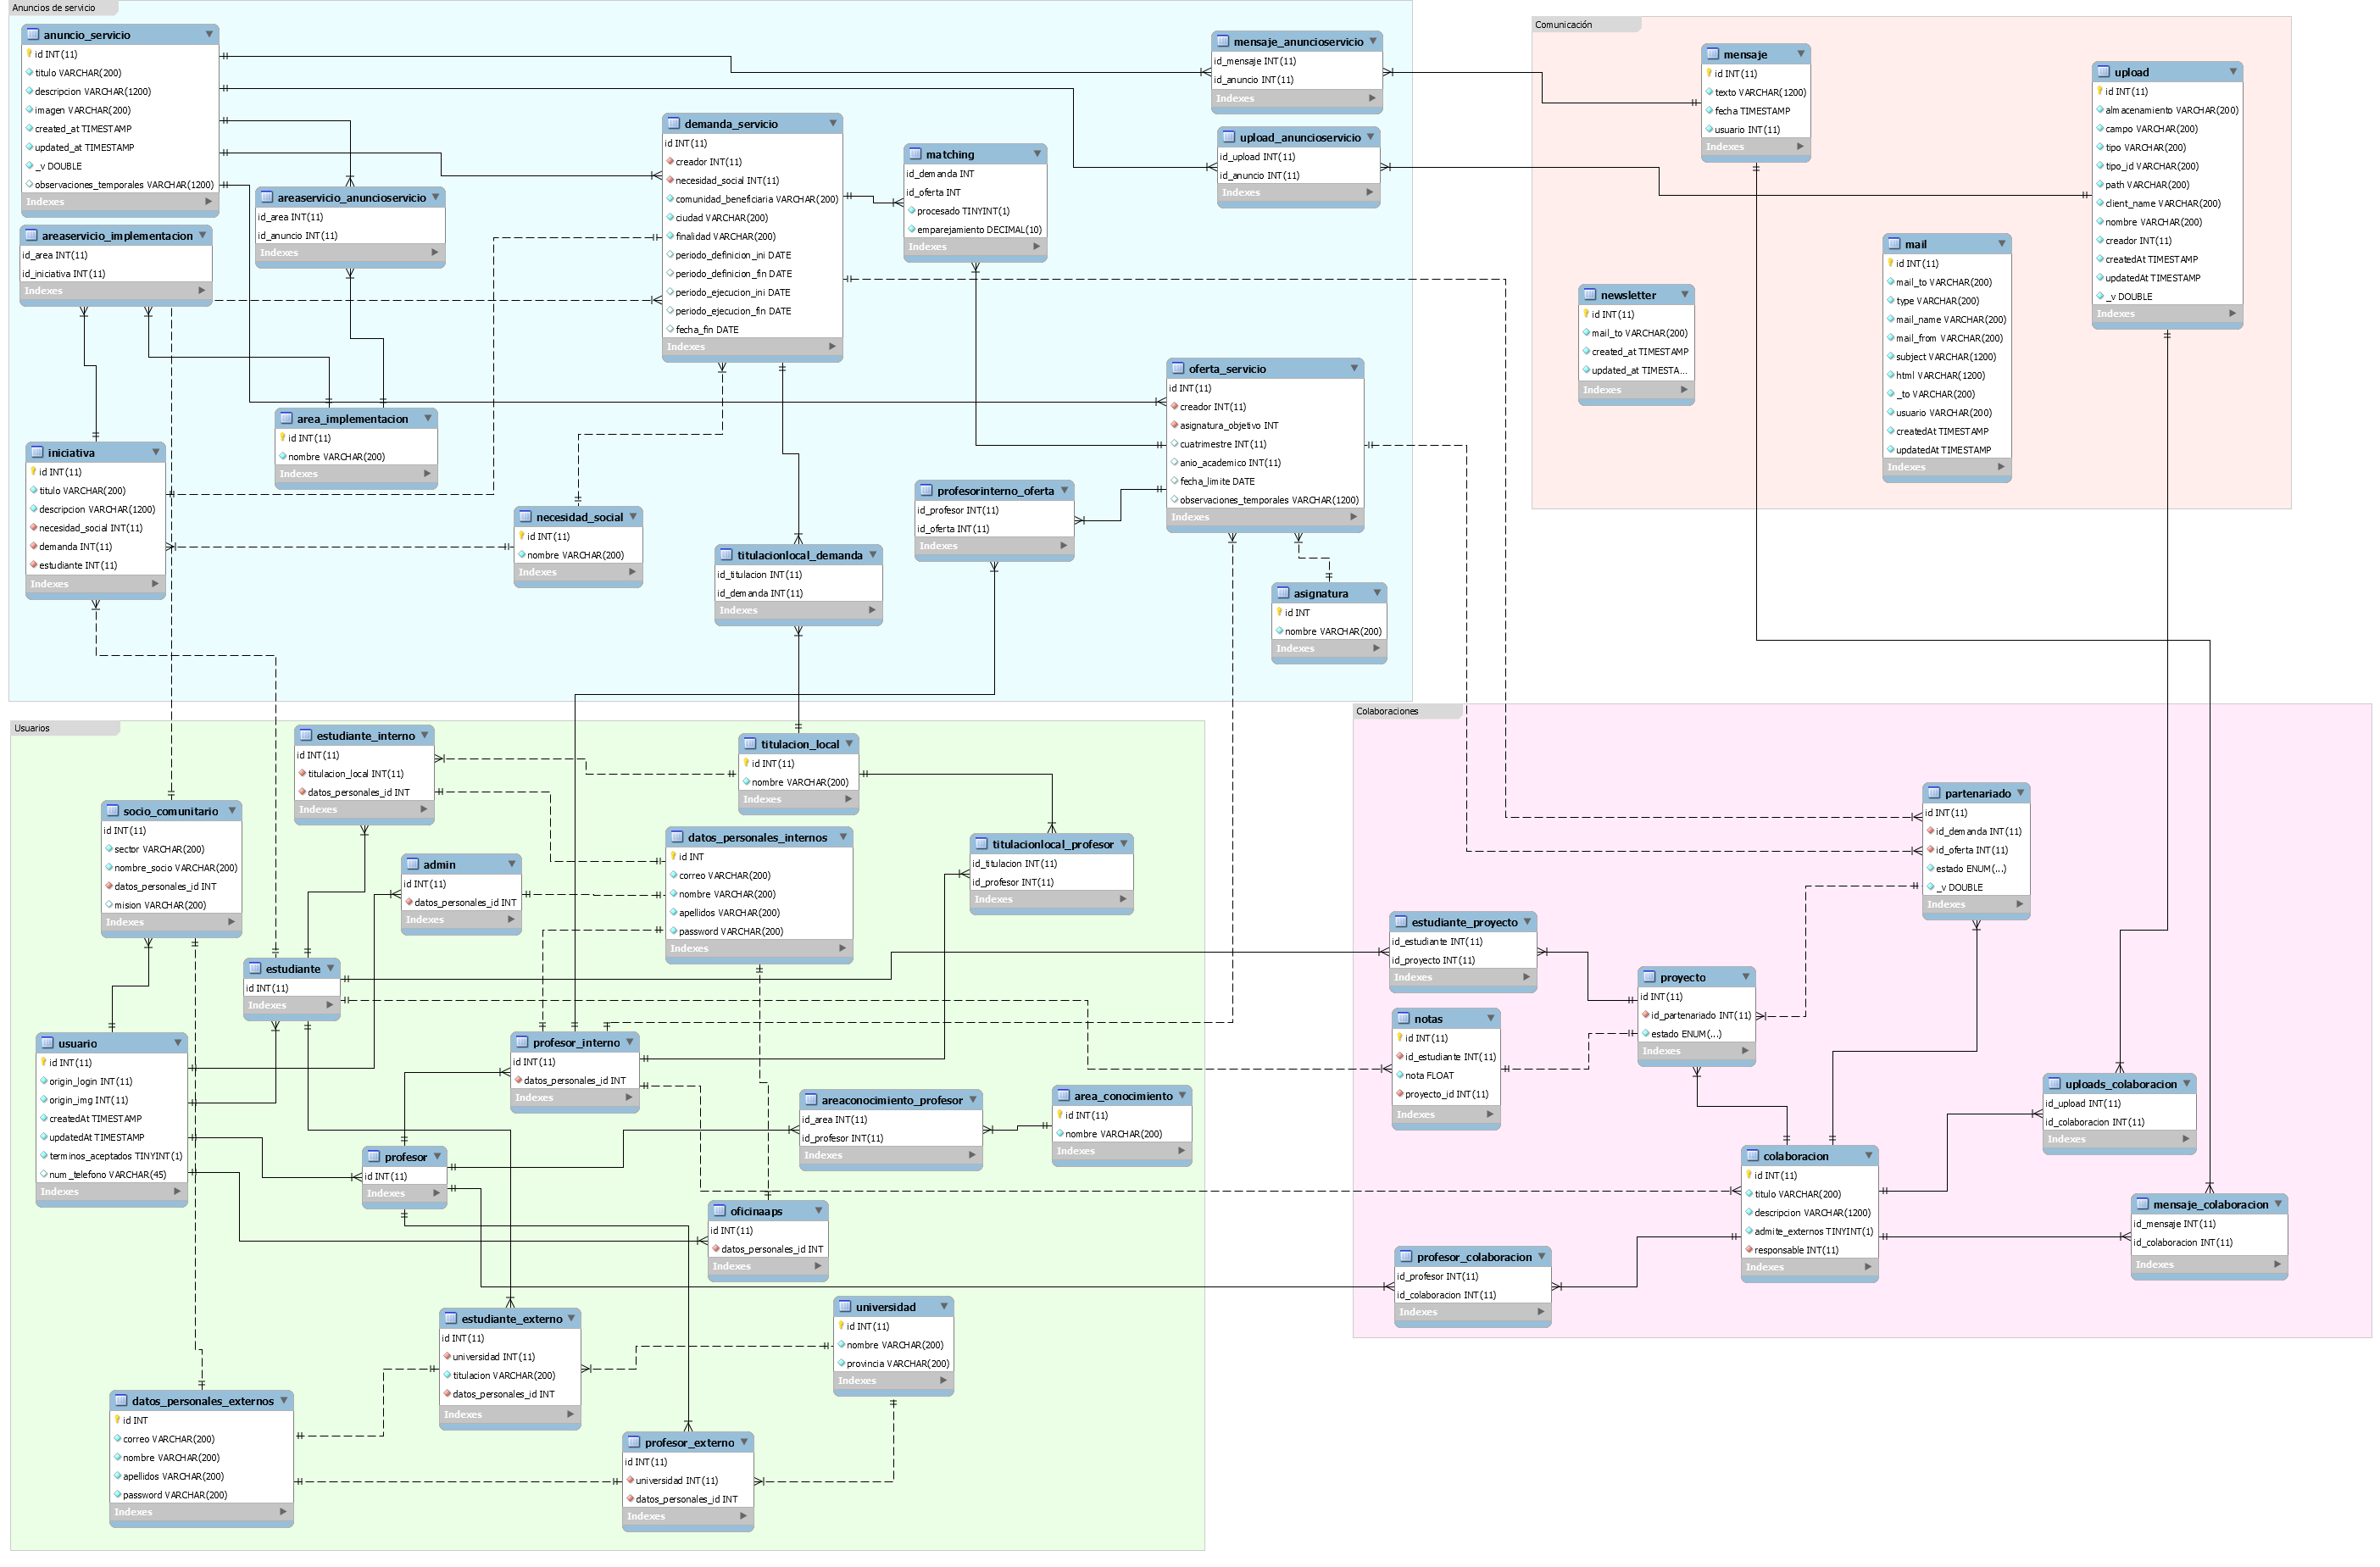 Anuncios de servicio
anuncio_servicio
id INT(11)
titulo VARCHAR(200)
descripcion VARCHAR(1200)
imagen VARCHAR(200)
created_at TIMESTAMP
updated_at TIMESTAMP
_v DOUBLE
observaciones_temporales VARCHAR(1200)
Indexes
areaservicio_anuncioservicio
id_area INT(11)
id_anuncio INT(11)
Indexes
areaservicio_implementacion
id_area INT(11)
id_iniciativa INT(11)
Indexes
demanda_servicio
id INT(11)
creador INT(11)
necesidad_social INT(11)
comunidad_beneficiaria VARCHAR(200)
ciudad VARCHAR(200)
finalidad VARCHAR(200)
periodo_definicion_ini DATE
periodo_definicion_fin DATE
periodo_ejecucion_ini DATE
periodo_ejecucion_fin DATE
fecha_fin DATE
Indexes
matching
id_demanda INT
id_oferta INT
procesado TINYINT(1)
emparejamiento DECIMAL(10)
Indexes
mensaje_anuncioservicio
id_mensaje INT(11)
id_anuncio INT(11)
Indexes
upload_anuncioservicio
id_upload INT(11)
id_anuncio INT(11)
Indexes
area_implementacion
id INT(11)
nombre VARCHAR(200)
Indexes
iniciativa
id INT(11)
titulo VARCHAR(200)
descripcion VARCHAR(1200)
necesidad_social INT(11)
demanda INT(11)
estudiante INT(11)
Indexes
necesidad_social
id INT(11)
nombre VARCHAR(200)
Indexes
oferta_servicio
id INT(11)
creador INT(11)
asignatura_objetivo INT
cuatrimestre INT(11)
anio_academico INT(11)
fecha_limite DATE
observaciones_temporales VARCHAR(1200)
Indexes
profesorinterno_oferta
id_profesor INT(11)
id_oferta INT(11)
Indexes
titulacionlocal_demanda
id_titulacion INT(11)
id_demanda INT(11)
Indexes
asignatura
id INT
nombre VARCHAR(200)
Indexes
Comunicación
mensaje
id INT(11)
texto VARCHAR(1200)
fecha TIMESTAMP
usuario INT(11)
Indexes
upload
id INT(11)
almacenamiento VARCHAR(200)
campo VARCHAR(200)
tipo VARCHAR(200)
tipo_id VARCHAR(200)
path VARCHAR(200)
client_name VARCHAR(200)
nombre VARCHAR(200)
creador INT(11)
createdAt TIMESTAMP
updatedAt TIMESTAMP
_v DOUBLE
Indexes
mail
id INT(11)
mail_to VARCHAR(200)
type VARCHAR(200)
mail_name VARCHAR(200)
mail_from VARCHAR(200)
subject VARCHAR(1200)
html VARCHAR(1200)
_to VARCHAR(200)
usuario VARCHAR(200)
createdAt TIMESTAMP
updatedAt TIMESTAMP
Indexes
newsletter
id INT(11)
mail_to VARCHAR(200)
created_at TIMESTAMP
updated_at TIMESTA...
Indexes
Usuarios
estudiante_interno
id INT(11)
titulacion_local INT(11)
datos_personales_id INT
Indexes
titulacion_local
id INT(11)
nombre VARCHAR(200)
Indexes
socio_comunitario
id INT(11)
sector VARCHAR(200)
nombre_socio VARCHAR(200)
datos_personales_id INT
mision VARCHAR(200)
Indexes
admin
id INT(11)
datos_personales_id INT
Indexes
datos_personales_internos
id INT
correo VARCHAR(200)
nombre VARCHAR(200)
apellidos VARCHAR(200)
password VARCHAR(200)
Indexes
titulacionlocal_profesor
id_titulacion INT(11)
id_profesor INT(11)
Indexes
estudiante
id INT(11)
Indexes
usuario
id INT(11)
origin_login INT(11)
origin_img INT(11)
createdAt TIMESTAMP
updatedAt TIMESTAMP
terminos_aceptados TINYINT(1)
num_telefono VARCHAR(45)
Indexes
profesor_interno
id INT(11)
datos_personales_id INT
Indexes
profesor
id INT(11)
Indexes
areaconocimiento_profesor
id_area INT(11)
id_profesor INT(11)
Indexes
area_conocimiento
id INT(11)
nombre VARCHAR(200)
Indexes
oficinaaps
id INT(11)
datos_personales_id INT
Indexes
estudiante_externo
id INT(11)
universidad INT(11)
titulacion VARCHAR(200)
datos_personales_id INT
Indexes
universidad
id INT(11)
nombre VARCHAR(200)
provincia VARCHAR(200)
Indexes
datos_personales_externos
id INT
correo VARCHAR(200)
nombre VARCHAR(200)
apellidos VARCHAR(200)
password VARCHAR(200)
Indexes
profesor_externo
id INT(11)
universidad INT(11)
datos_personales_id INT
Indexes
Colaboraciones
partenariado
id INT(11)
id_demanda INT(11)
id_oferta INT(11)
estado ENUM(...)
_v DOUBLE
Indexes
estudiante_proyecto
id_estudiante INT(11)
id_proyecto INT(11)
Indexes
proyecto
id INT(11)
id_partenariado INT(11)
estado ENUM(...)
Indexes
notas
id INT(11)
id_estudiante INT(11)
nota FLOAT
proyecto_id INT(11)
Indexes
uploads_colaboracion
id_upload INT(11)
id_colaboracion INT(11)
Indexes
colaboracion
id INT(11)
titulo VARCHAR(200)
descripcion VARCHAR(1200)
admite_externos TINYINT(1)
responsable INT(11)
Indexes
mensaje_colaboracion
id_mensaje INT(11)
id_colaboracion INT(11)
Indexes
profesor_colaboracion
id_profesor INT(11)
id_colaboracion INT(11)
Indexes